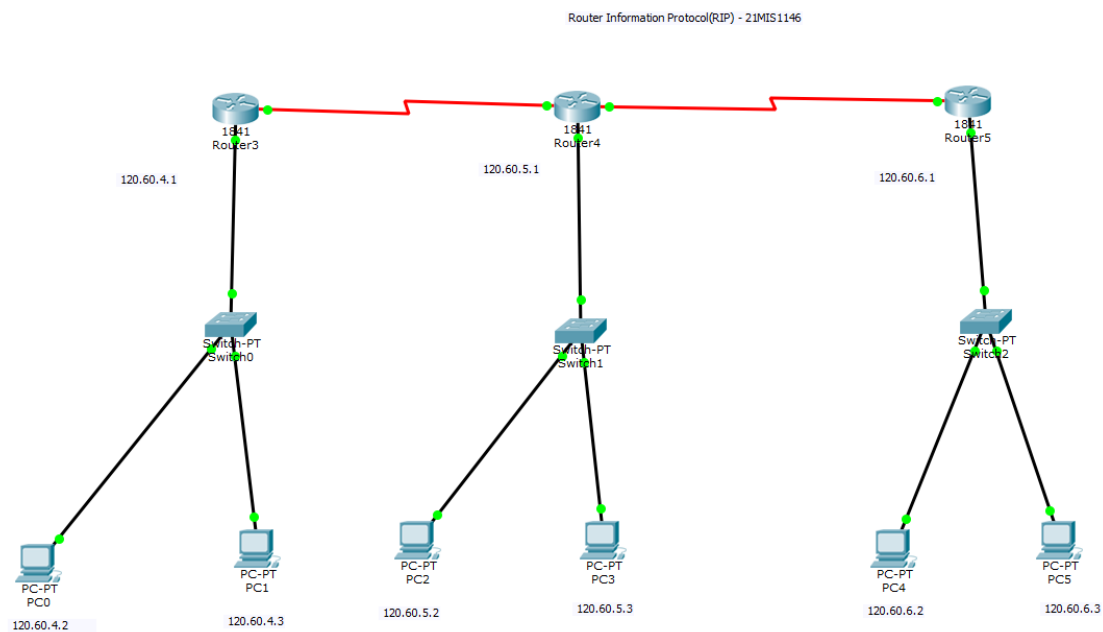 Router Information Protocol(RIP) - 21MIS1146
1841
Router3
1841
Router4
1841
Router5
120.60.4.1
120.60.5.1
120.60.6.1
Switch-PT
Switch0
Switch-PT
Switch1
Switch-PT
Switch2
PC-PT
PC0
PC-PT
PC1
PC-PT
PC2
PC-PT
PC3
PC-PT
PC4
PC-PT
PC5
120.60.4.2
120.60.4.3
120.60.5.2
120.60.5.3
120.60.6.2
120.60.6.3